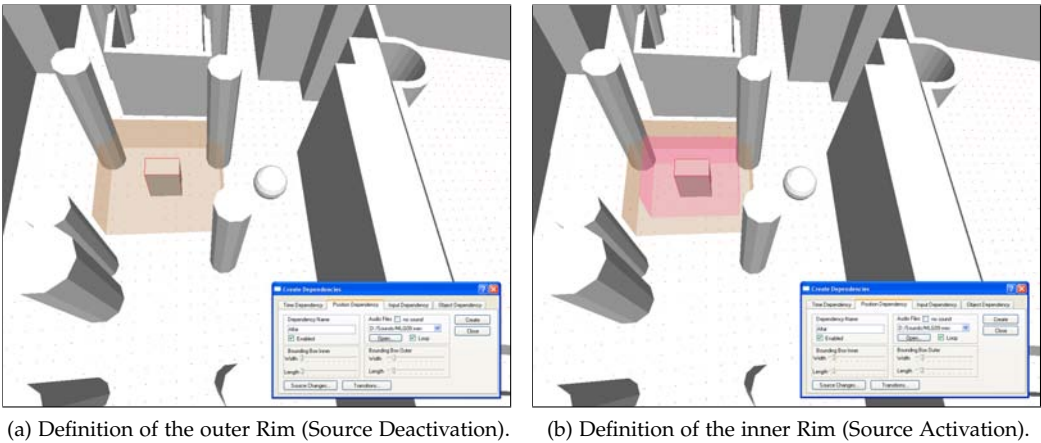 Create Dependencies
Time Dependency Position Dependency Input Dependency Object Dependency
Dependency Name
Altar
Enabled
Audio Files no sound
Open... Loop
Create
Close
Bounding Box Inner
Width
Length
Bounding Box Outer
Width
Length
Source Changes... Transitions...
Create Dependencies
Time Dependency Position Dependency Input Dependency Object Dependency
Dependency Name
Altar
Enabled
Audio Files no sound
Open... Loop
Create
Close
Bounding Box Inner
Width
Length
Bounding Box Outer
Width
Length
Source Changes... Transitions...
(a) Definition of the outer Rim (Source Deactivation).
(b) Definition of the inner Rim (Source Activation).